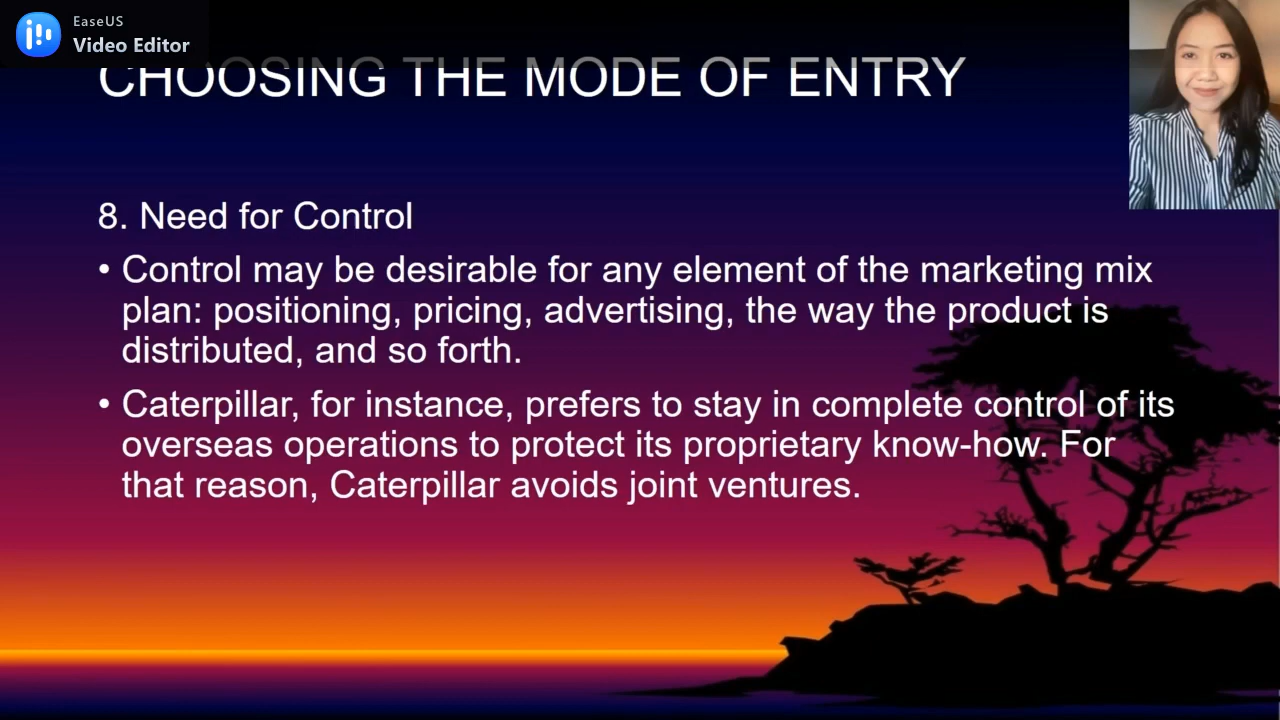 EaseUS
Video Editor
CHOOSING THE MODE OF ENTRY
8. Need for Control
• Control may be desirable for any element of the marketing mix
plan: positioning, pricing, advertising, the way the product is
distributed, and so forth.
• Caterpillar, for instance, prefers to stay in complete control of its
overseas operations to protect its proprietary know-how. For
that reason, Caterpillar avoids joint ventures.